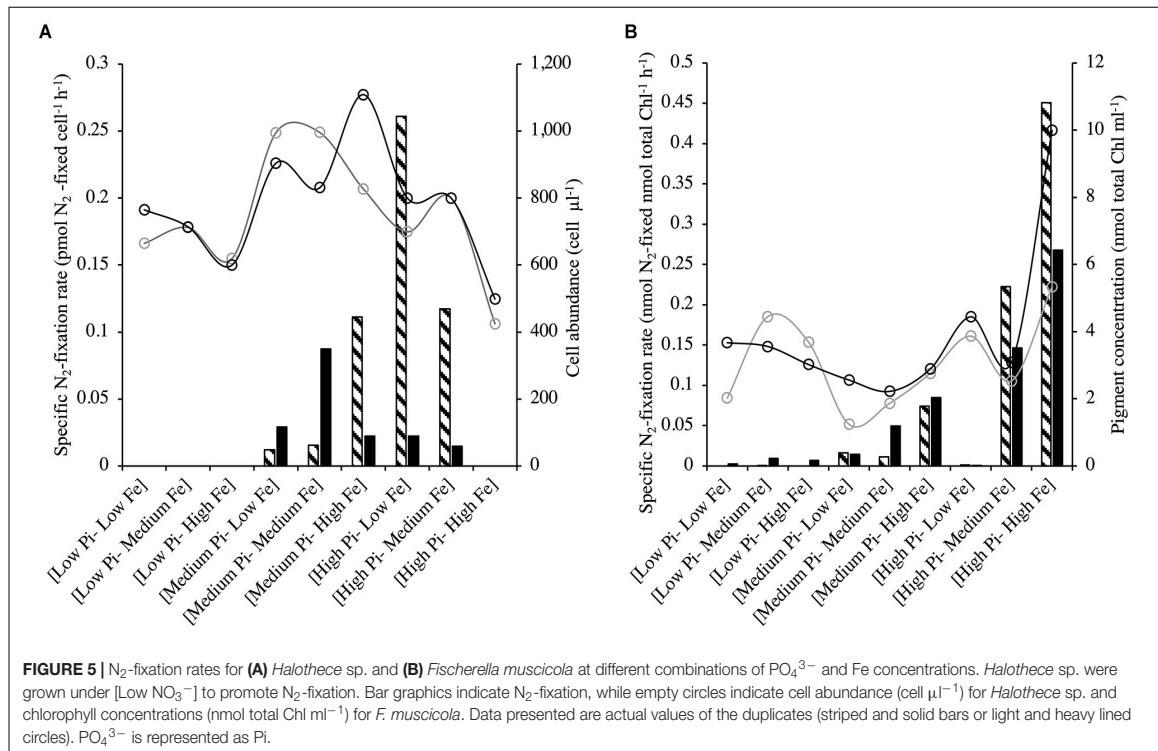 A
Specific N₂-fixation rate (pmol N₂ -fixed cell⁻¹ h⁻¹)
0.3
0.25
0.2
0.15
0.1
0.05
0
1,200
1,000
800
600
400
200
0
Cell abundance (cell μl⁻¹)
[Low Pi- Low Fe]
[Low Pi- Medium Fe]
[Low Pi- High Fe]
[Medium Pi- Low Fe]
[Medium Pi- Medium Fe]
[Medium Pi- High Fe]
[High Pi- Low Fe]
[High Pi- Medium Fe]
[High Pi- High Fe]
B
Specific N₂-fixation rate (nmol N₂-fixed nmol total Chl⁻¹ h⁻¹)
0.5
0.45
0.4
0.35
0.3
0.25
0.2
0.15
0.1
0.05
0
12
10
8
6
4
2
0
Pigment concentrtation (nmol total Chl ml⁻¹)
[Low Pi- Low Fe]
[Low Pi- Medium Fe]
[Low Pi- High Fe]
[Medium Pi- Low Fe]
[Medium Pi- Medium Fe]
[Medium Pi- High Fe]
[High Pi- Low Fe]
[High Pi- Medium Fe]
[High Pi- High Fe]
FIGURE 5 | N₂-fixation rates for (A) Halothece sp. and (B) Fischerella muscicola at different combinations of PO₄³⁻ and Fe concentrations. Halothece sp. were
grown under [Low NO₃⁻] to promote N₂-fixation. Bar graphics indicate N₂-fixation, while empty circles indicate cell abundance (cell μl⁻¹) for Halothece sp. and
chlorophyll concentrations (nmol total Chl ml⁻¹) for F. muscicola. Data presented are actual values of the duplicates (striped and solid bars or light and heavy lined
circles). PO₄³⁻ is represented as Pi.